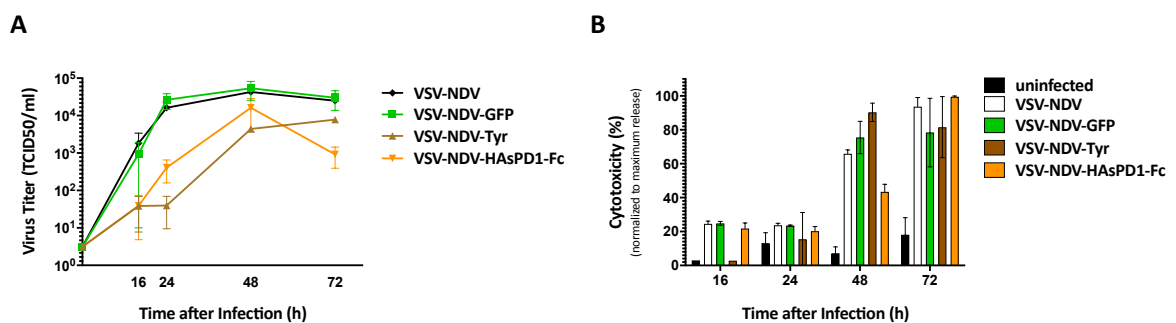 A
Virus Titer (TCID50/ml)
10⁵
10⁴
10³
10²
10¹
10⁰
16 24 48 72
Time after Infection (h)
VSV-NDV
VSV-NDV-GFP
VSV-NDV-Tyr
VSV-NDV-HAsPD1-Fc
B
Cytotoxicity (%)
(normalized to maximum release)
100
80
60
40
20
0
16 24 48 72
Time after Infection (h)
uninfected
VSV-NDV
VSV-NDV-GFP
VSV-NDV-Tyr
VSV-NDV-HAsPD1-Fc